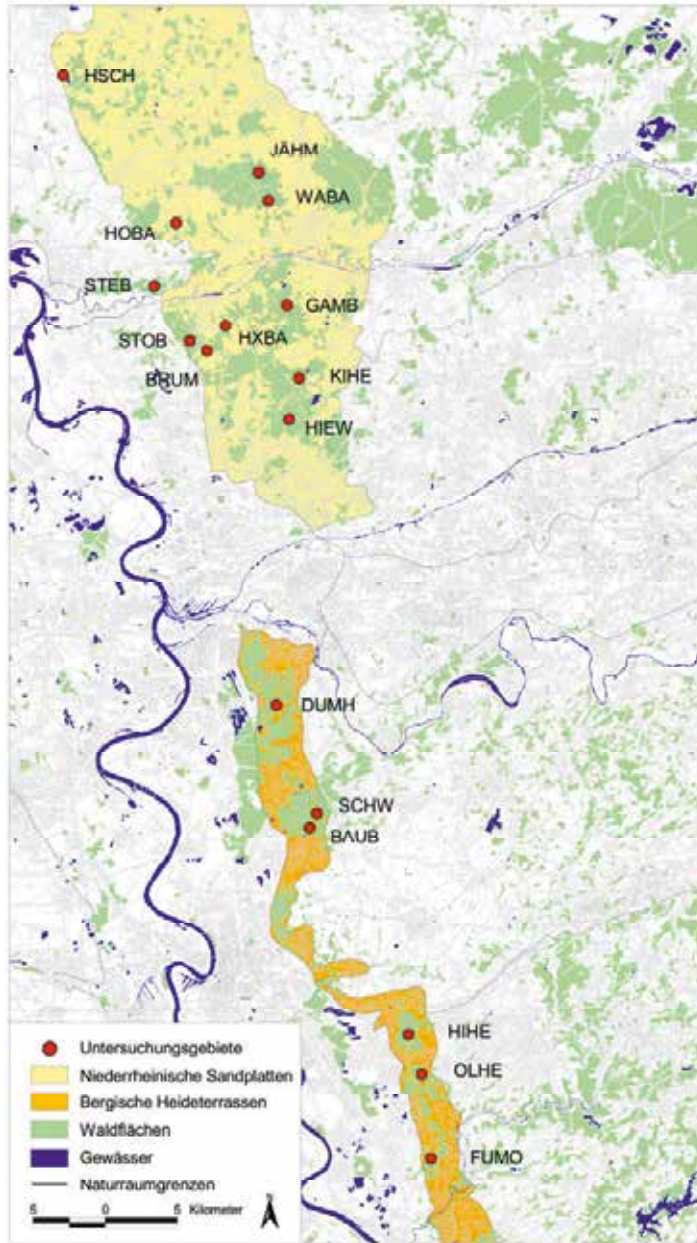 HSCH
JÄHM
WABA
HOBA
STEB
GAMB
STOB
HXBA
BRUM
KIHE
HIEW
DUMH
SCHW
BAUB
HIHE
OLHE
FUMO
Untersuchungsgebiete
Niederrheinische Sandplatten
Bergische Heideterrassen
Waldflächen
Gewässer
Naturraumgrenzen
5 0 5 Kilometer
N